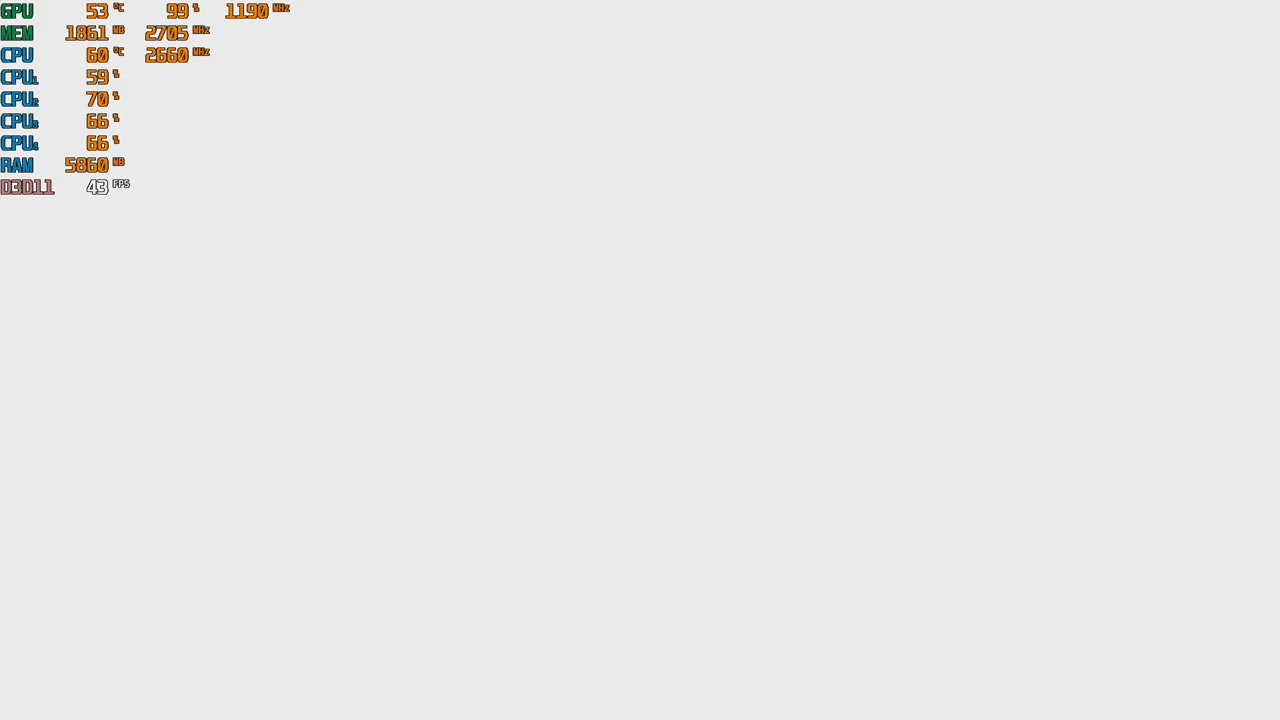 GPU 53 °C 99 % 1190 MHz
MEM 1861 MB 2705 MHz
CPU 60 °C 2660 MHz
CPU1 59 %
CPU2 70 %
CPU3 66 %
CPU4 66 %
RAM 5860 MB
D3D11 43 FPS